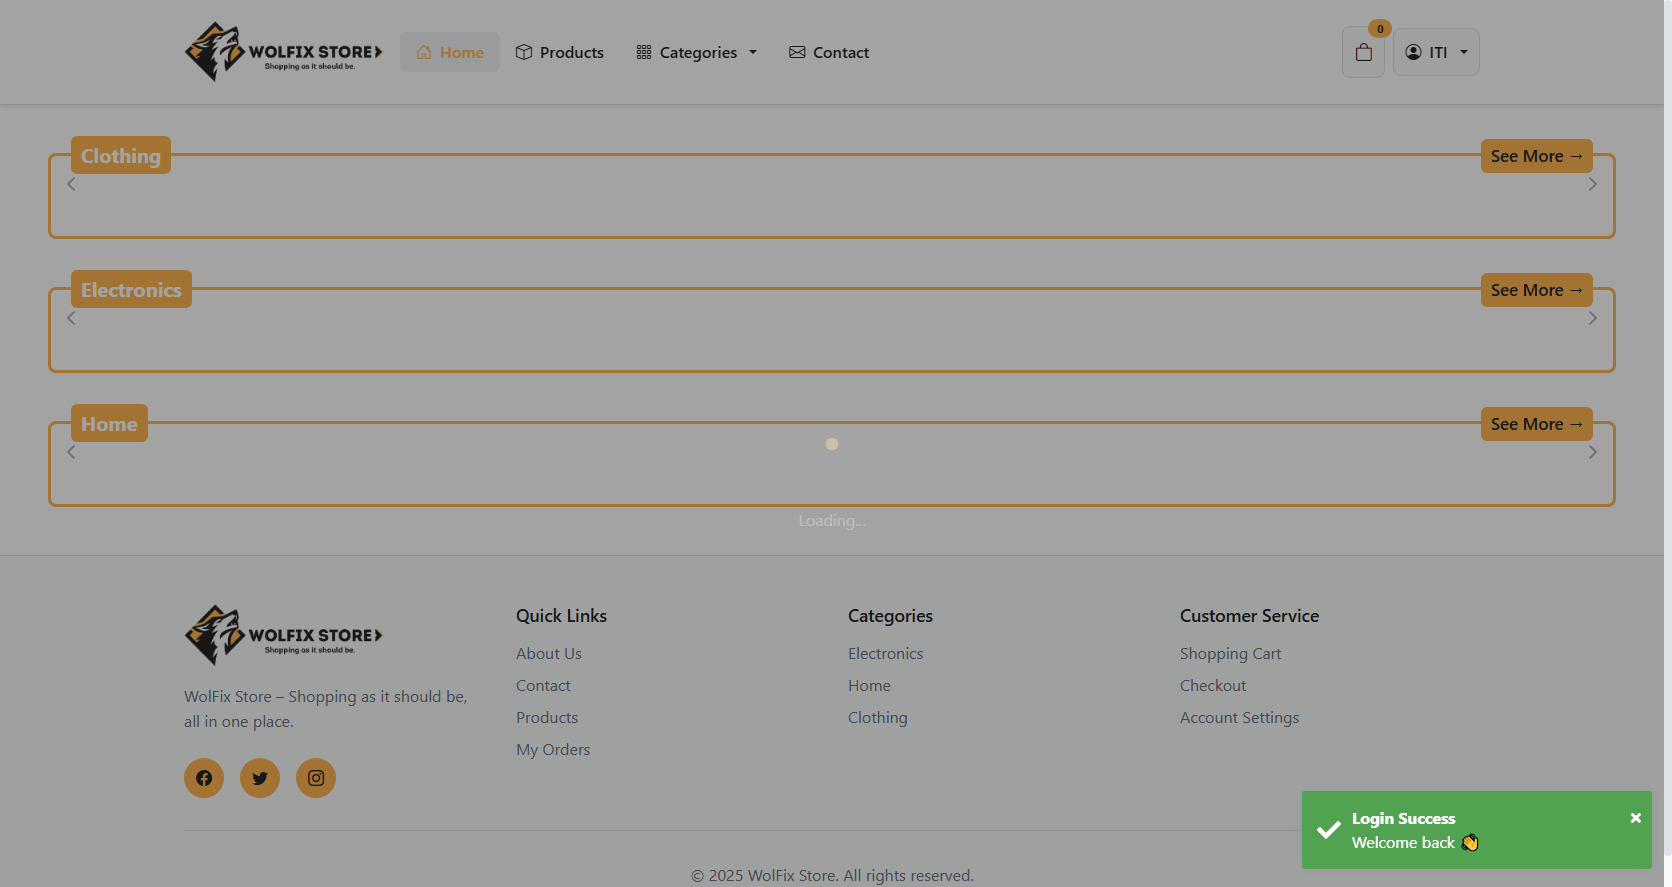 WOLFIX STORE
Shopping as it should be.
Home
Products
Categories
Contact
0
ITI
Clothing
See More →
Electronics
See More →
Home
See More →
Loading...
WOLFIX STORE
Shopping as it should be.
WolFix Store – Shopping as it should be,
all in one place.
Quick Links
About Us
Contact
Products
My Orders
Categories
Electronics
Home
Clothing
Customer Service
Shopping Cart
Checkout
Account Settings
Login Success
Welcome back 👋
© 2025 WolFix Store. All rights reserved.